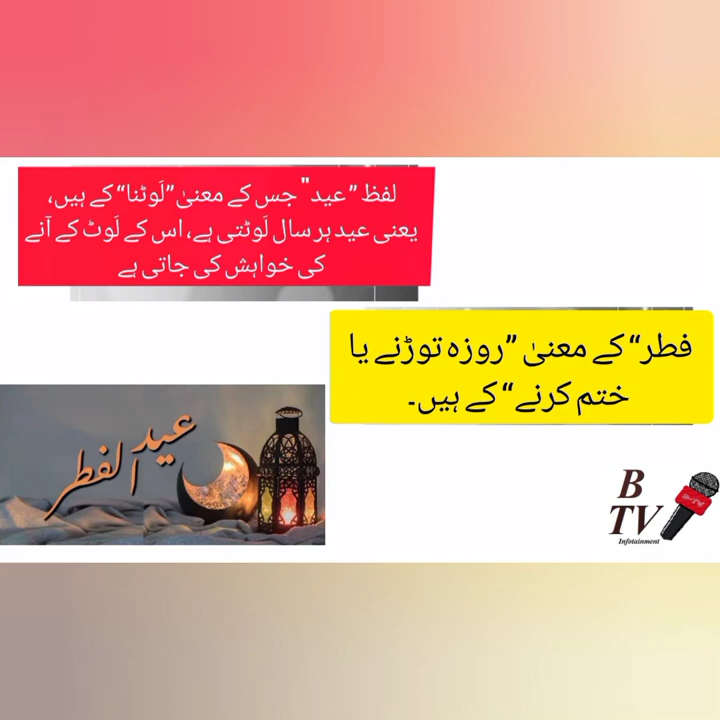 لفظ ”عید" جس کے معنیٰ ”لَوٹنا“ کے ہیں،
یعنی عید ہر سال لَوٹتی ہے، اس کے لَوٹ کے آنے
کی خواہش کی جاتی ہے
فطر“ کے معنیٰ ”روزہ توڑنے یا
ختم کرنے“ کے ہیں۔
عید الفطر
B
TV
Infotainment